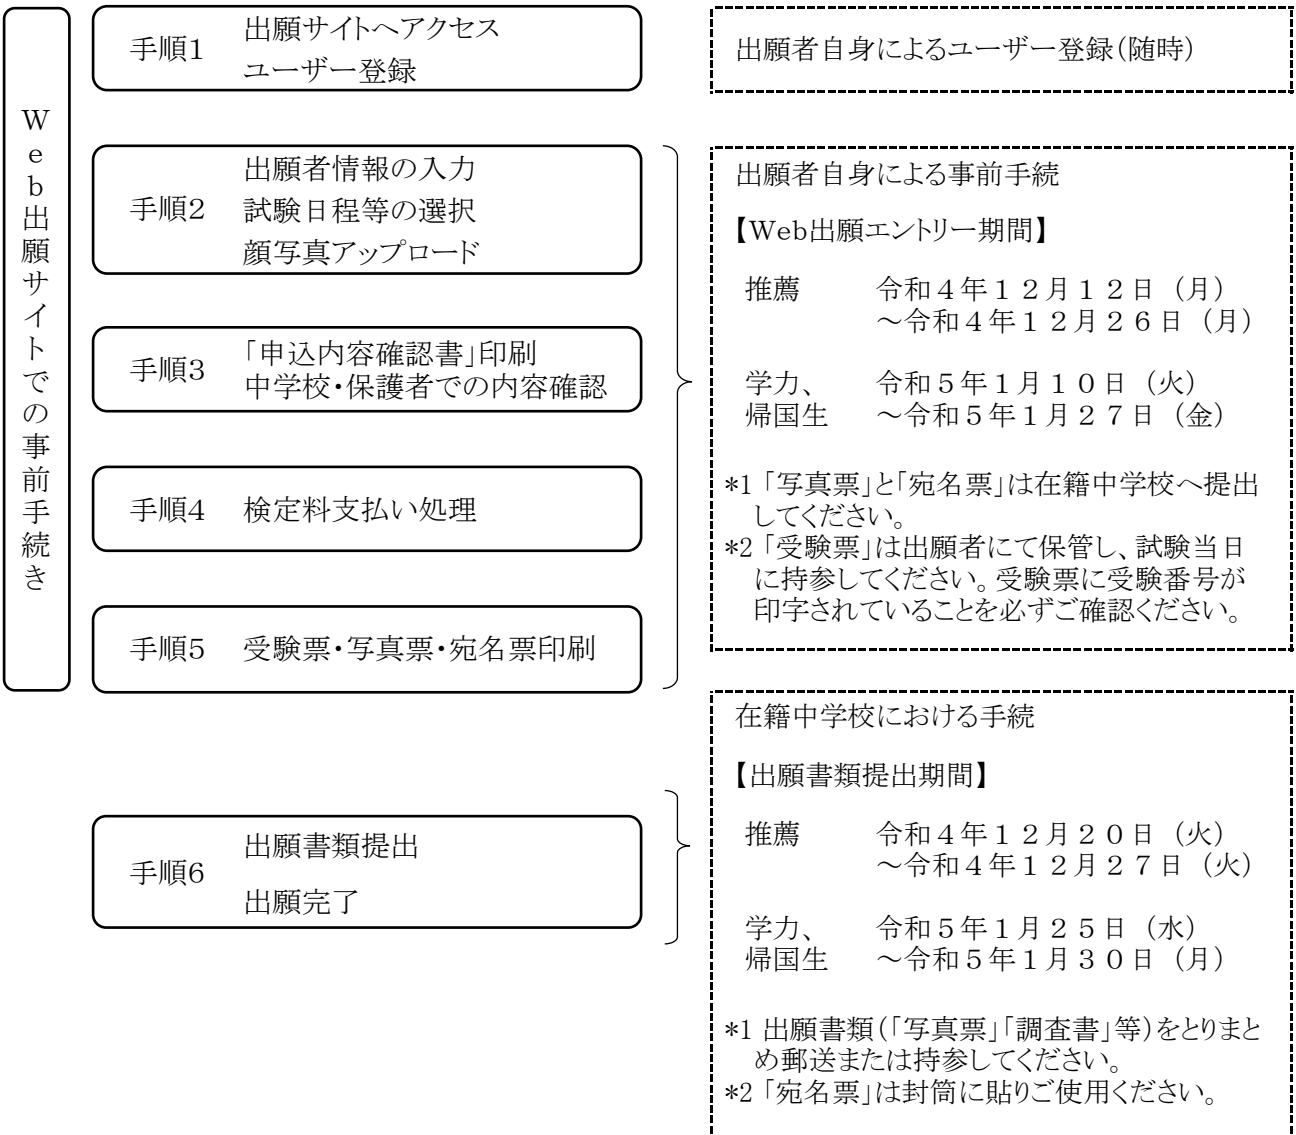 Web出願サイトでの事前手続き
手順1
出願サイトへアクセス
ユーザー登録
出願者自身によるユーザー登録（随時）
手順2
出願者情報の入力
試験日程等の選択
顔写真アップロード
手順3
「申込内容確認書」印刷
中学校・保護者での内容確認
手順4
検定料支払い処理
手順5
受験票・写真票・宛名票印刷
出願者自身による事前手続
【Web出願エントリー期間】
推薦　令和４年１２月１２日（月）
～令和４年１２月２６日（月）
学力、　令和５年１月１０日（火）
帰国生　～令和５年１月２７日（金）
*1「写真票」と「宛名票」は在籍中学校へ提出
してください。
*2「受験票」は出願者にて保管し、試験当日
に持参してください。受験票に受験番号が
印字されていることを必ずご確認ください。
手順6
出願書類提出
出願完了
在籍中学校における手続
【出願書類提出期間】
推薦　令和４年１２月２０日（火）
～令和４年１２月２７日（火）
学力、　令和５年１月２５日（水）
帰国生　～令和５年１月３０日（月）
*1 出願書類（「写真票」「調査書」等）をとりまと
め郵送または持参してください。
*2「宛名票」は封筒に貼りご使用ください。